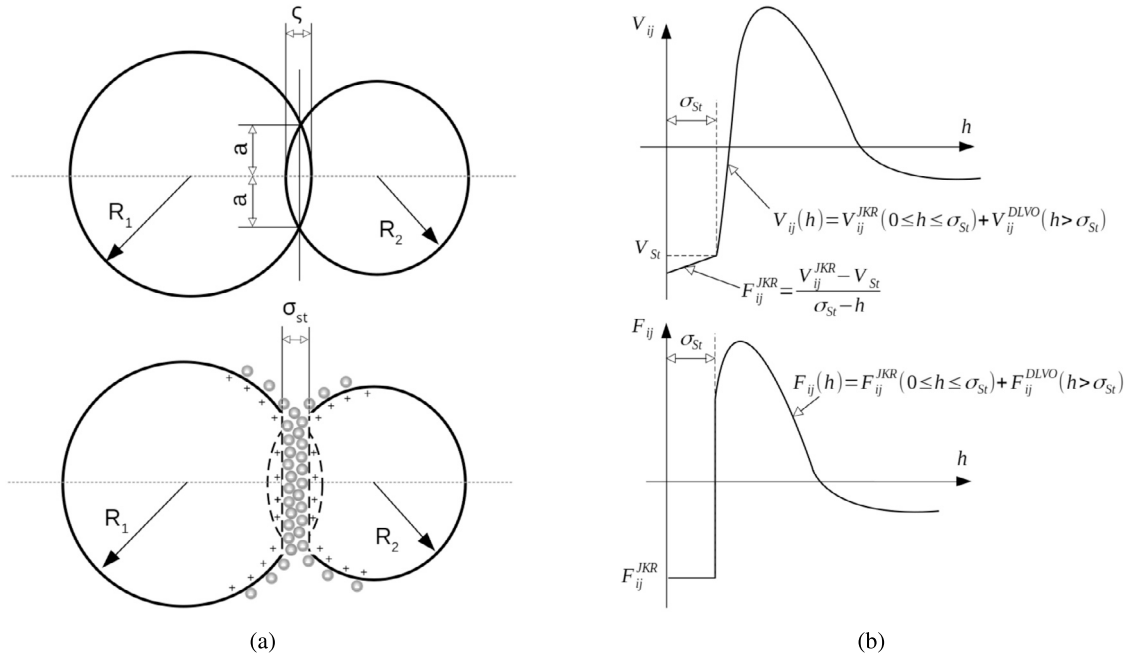 ς
a
a
R1
R2
σst
+ + + + + + + +
+ + + + + + + +
R1
R2
+ + + + + + + +
(a)
Vij
σSt
h
Vij(h)=VijJKR(0≤h≤σSt)+VijDLVO(h>σSt)
VSt
FijJKR=(VijJKR−VSt)/(σSt−h)
Fij
σSt
Fij(h)=FijJKR(0≤h≤σSt)+FijDLVO(h>σSt)
h
FijJKR
(b)